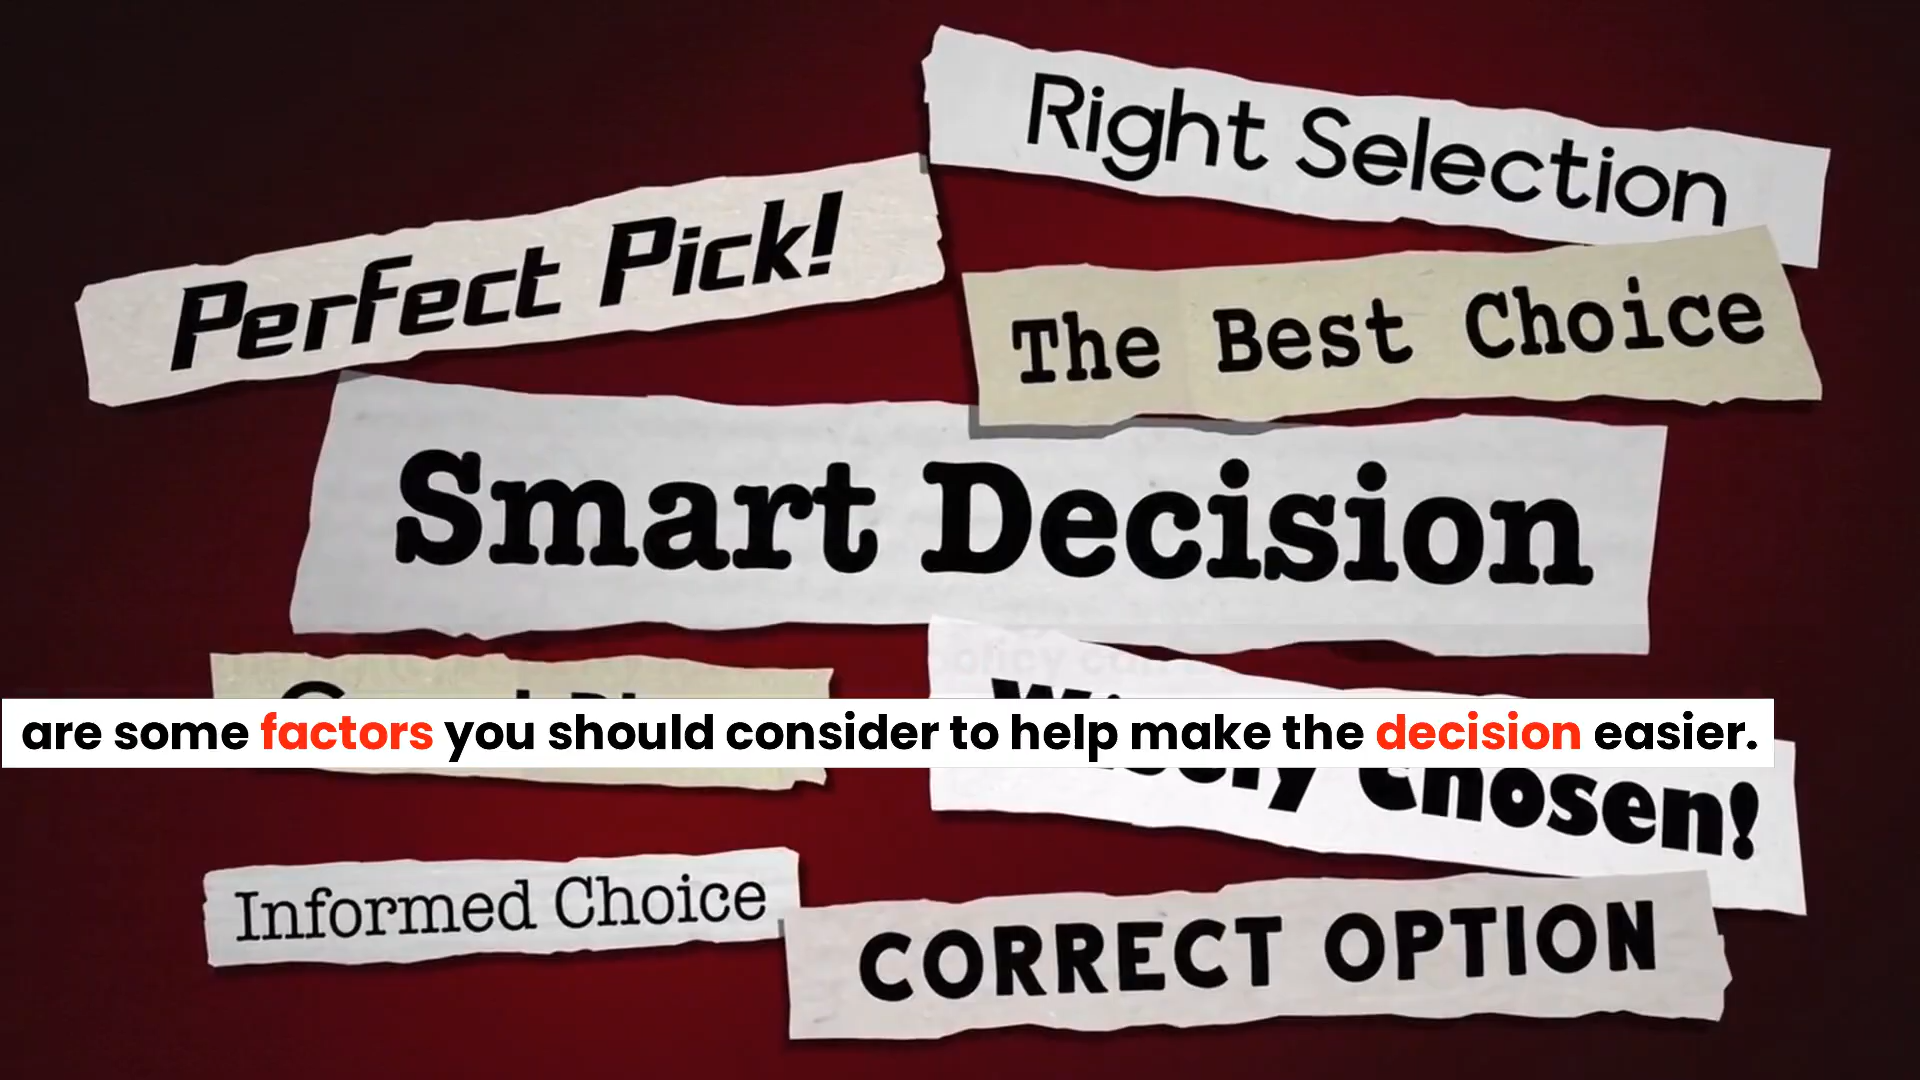 Right Selection
Perfect Pick!
The Best Choice
Smart Decision
are some factors you should consider to help make the decision easier.
Chosen!
Informed Choice
CORRECT OPTION